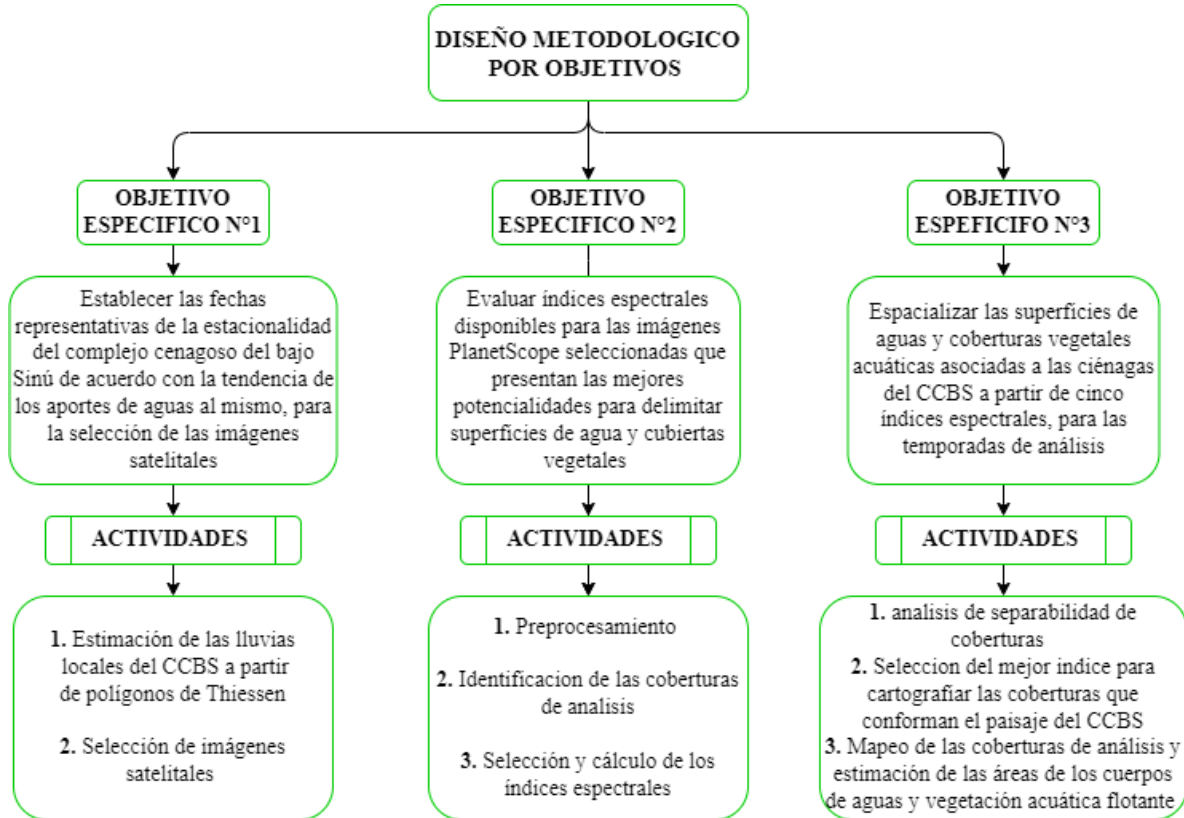 DISEÑO METODOLOGICO
POR OBJETIVOS
OBJETIVO
ESPECIFICO N°1
Establecer las fechas
representativas de la estacionalidad
del complejo cenagoso del bajo
Sinú de acuerdo con la tendencia de
los aportes de aguas al mismo, para
la selección de las imágenes
satelitales
ACTIVIDADES
1. Estimación de las lluvias
locales del CCBS a partir
de polígonos de Thiessen
2. Selección de imágenes
satelitales
OBJETIVO
ESPECIFICO N°2
Evaluar índices espectrales
disponibles para las imágenes
PlanetScope seleccionadas que
presentan las mejores
potencialidades para delimitar
superfícies de agua y cubiertas
vegetales
ACTIVIDADES
1. Preprocesamiento
2. Identificacion de las coberturas
de analisis
3. Selección y cálculo de los
índices espectrales
OBJETIVO
ESPEFICIFO N°3
Espacializar las superfícies de
aguas y coberturas vegetales
acuáticas asociadas a las ciénagas
del CCBS a partir de cinco
índices espectrales, para las
temporadas de análisis
ACTIVIDADES
1. analisis de separabilidad de
coberturas
2. Seleccion del mejor indice para
cartografíar las coberturas que
conforman el paisaje del CCBS
3. Mapeo de las coberturas de análisis y
estimación de las áreas de los cuerpos
de aguas y vegetación acuática flotante